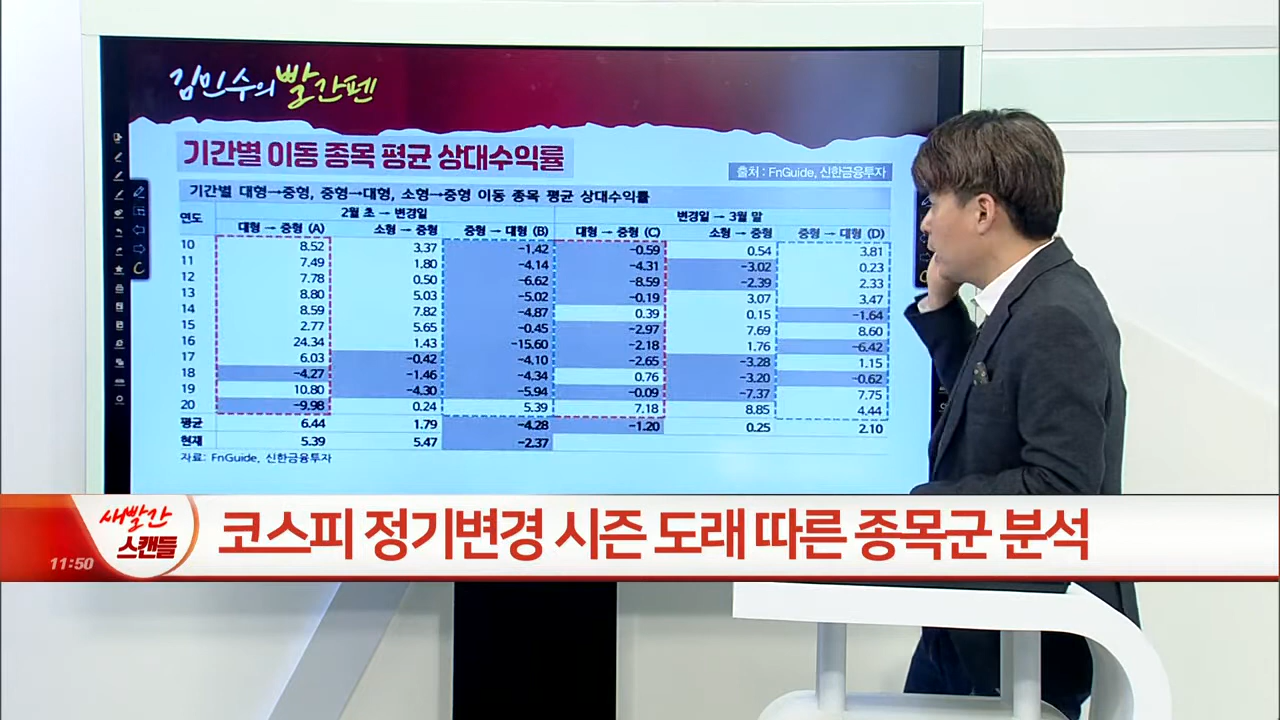 김민수의 빨간펜
기간별 이동 종목 평균 상대수익률
출처 : FnGuide, 신한금융투자
기간별 대형→중형, 중형→대형, 소형→중형 이동 종목 평균 상대수익률
연도 2월 초 → 변경일 변경일 → 3월 말
대형 → 중형 (A) 소형 → 중형 중형 → 대형 (B) 대형 → 중형 (C) 소형 → 중형 중형 → 대형 (D)
10 8.52 3.37 -1.42 -0.59 0.54 3.81
11 7.49 1.80 -4.14 -4.31 -3.02 0.23
12 7.78 0.50 -6.62 -8.59 -2.39 2.33
13 8.80 5.03 -5.02 -0.19 3.07 3.47
14 8.59 7.82 -4.87 0.39 0.15 -1.64
15 2.77 5.65 -0.45 -2.97 7.69 8.60
16 24.34 1.43 -15.60 -2.18 1.76 -6.42
17 6.03 -0.42 -4.10 -2.65 -3.28 1.15
18 -4.27 -1.46 -4.34 0.76 -3.20 -0.62
19 10.80 -4.30 -5.94 -0.09 -7.37 7.75
20 -9.98 0.24 5.39 7.18 8.85 4.44
평균 6.44 1.79 -4.28 -1.20 0.25 2.10
현재 5.39 5.47 -2.37
자료: FnGuide, 신한금융투자
새빨간
스캔들
11:50
코스피 정기변경 시즌 도래 따른 종목군 분석